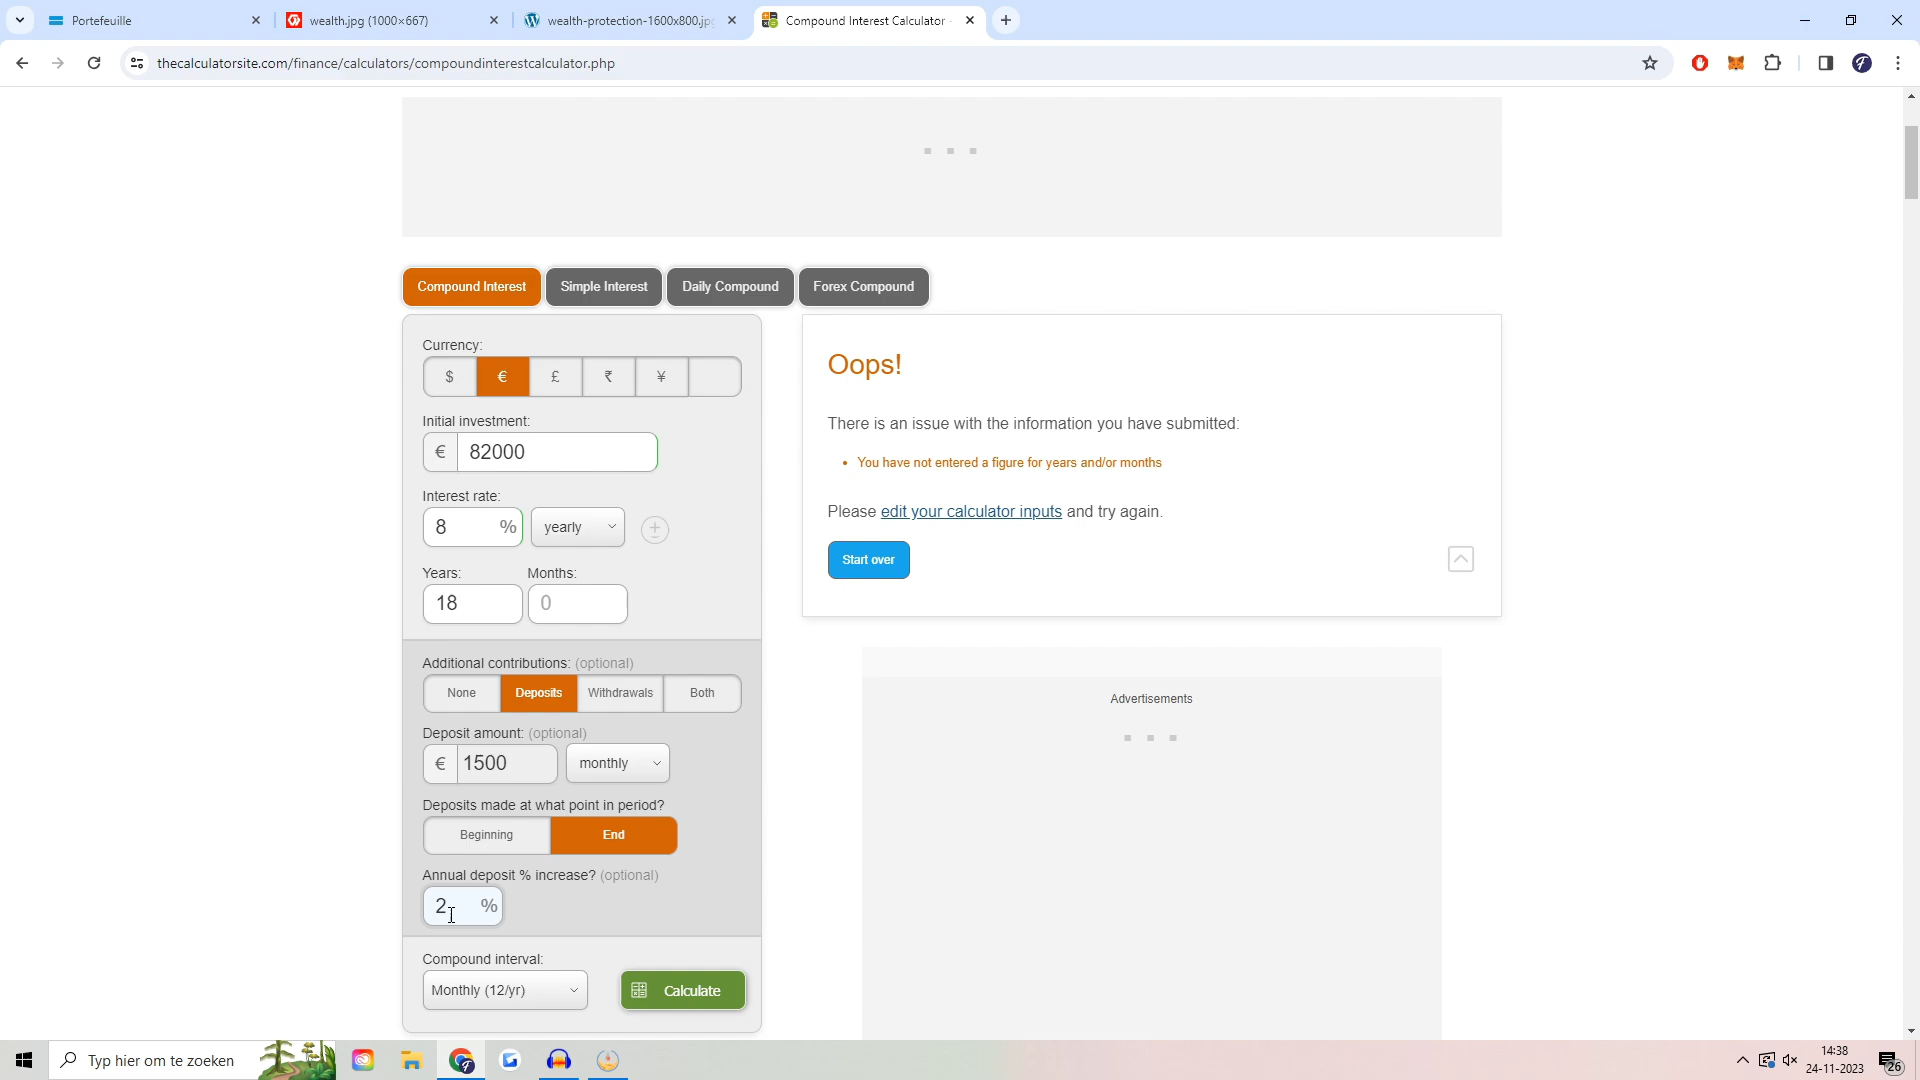 Portefeuille
wealth.jpg (1000×667)
wealth-protection-1600x800.jp
Compound Interest Calculator
thecalculatorsite.com/finance/calculators/compoundinterestcalculator.php
Compound Interest
Simple Interest
Daily Compound
Forex Compound
Currency:
$ € £ ₹ ¥
Initial investment:
€ 82000
Interest rate:
8 % yearly
Years: Months:
18 0
Additional contributions: (optional)
None Deposits Withdrawals Both
Deposit amount: (optional)
€ 1500 monthly
Deposits made at what point in period?
Beginning End
Annual deposit % increase? (optional)
2 %
Compound interval:
Monthly (12/yr) Calculate
Oops!
There is an issue with the information you have submitted:
• You have not entered a figure for years and/or months
Please edit your calculator inputs and try again.
Start over
Advertisements
Typ hier om te zoeken
14:38
24-11-2023
26